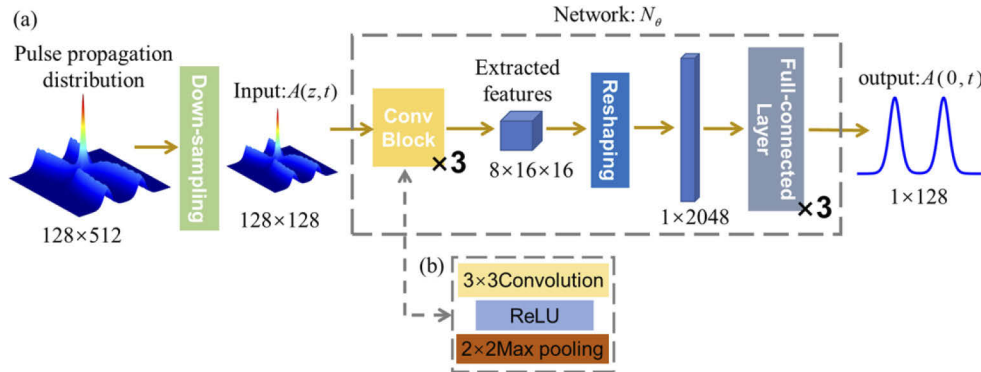 (a)
Network: N_θ
Pulse propagation
distribution
128×512
Down-sampling
Input:A(z,t)
128×128
Conv
Block
×3
Extracted
features
8×16×16
Reshaping
1×2048
Full-connected
Layer
×3
output:A(0,t)
1×128
(b)
3×3Convolution
ReLU
2×2Max pooling